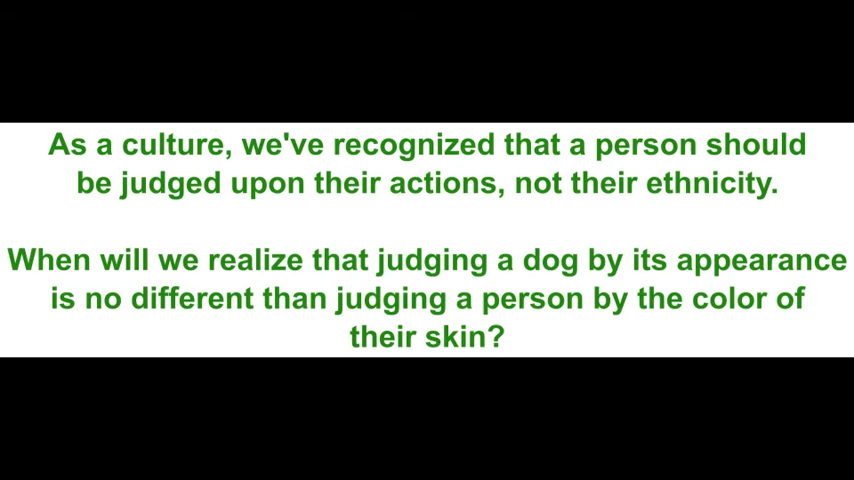 As a culture, we've recognized that a person should
be judged upon their actions, not their ethnicity.
When will we realize that judging a dog by its appearance
is no different than judging a person by the color of
their skin?